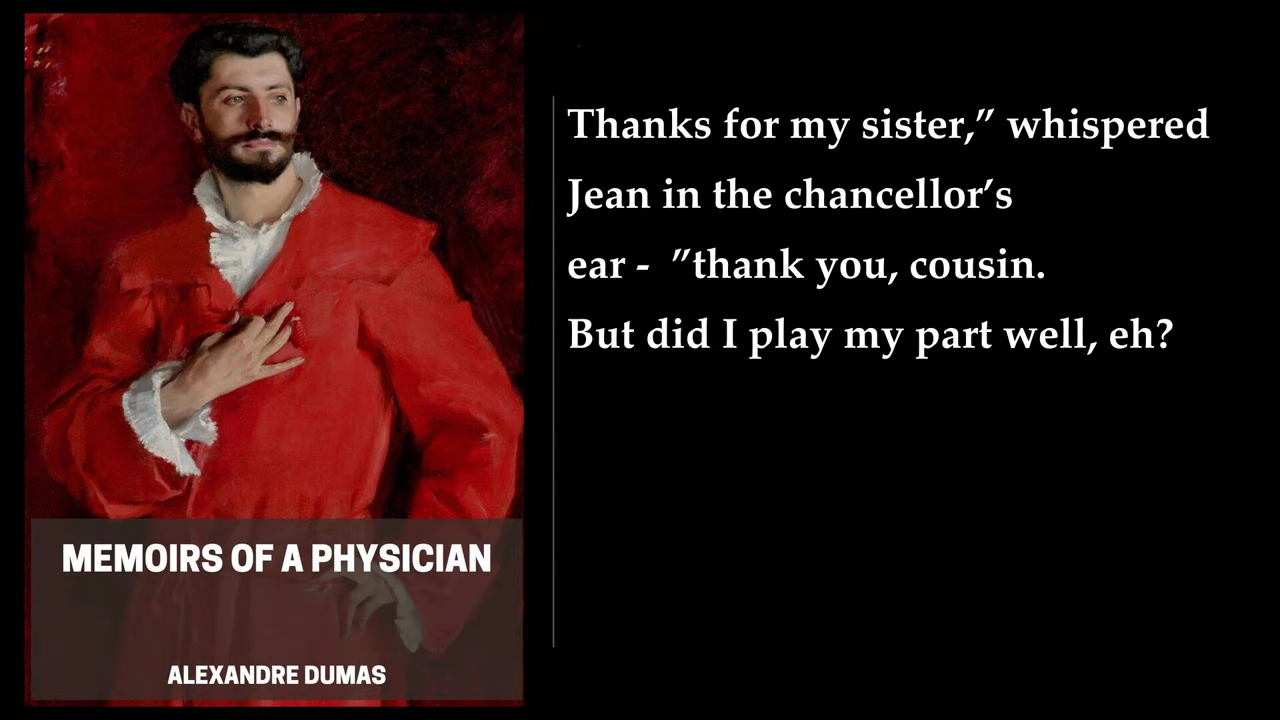 Thanks for my sister,” whispered
Jean in the chancellor’s
ear - ”thank you, cousin.
But did I play my part well, eh?
MEMOIRS OF A PHYSICIAN
ALEXANDRE DUMAS